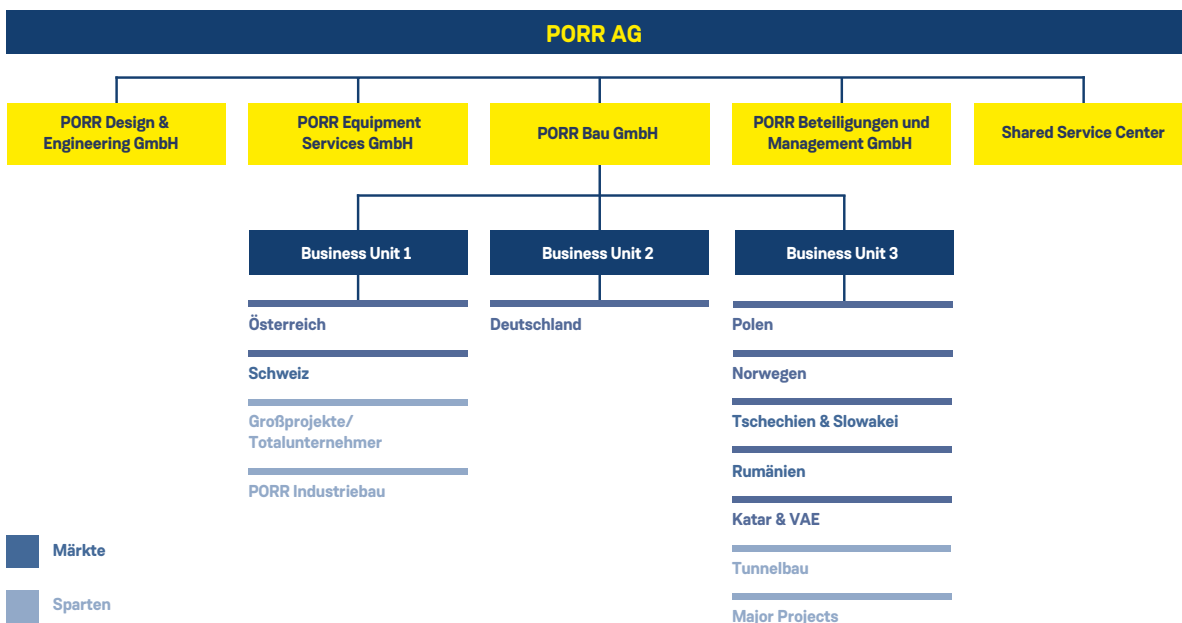 PORR AG
PORR Design &
Engineering GmbH
PORR Equipment
Services GmbH
PORR Bau GmbH
PORR Beteiligungen und
Management GmbH
Shared Service Center
Business Unit 1
Business Unit 2
Business Unit 3
Österreich
Schweiz
Großprojekte/
Totalunternehmer
PORR Industriebau
Deutschland
Polen
Norwegen
Tschechien & Slowakei
Rumänien
Katar & VAE
Tunnelbau
Major Projects
Märkte
Sparten